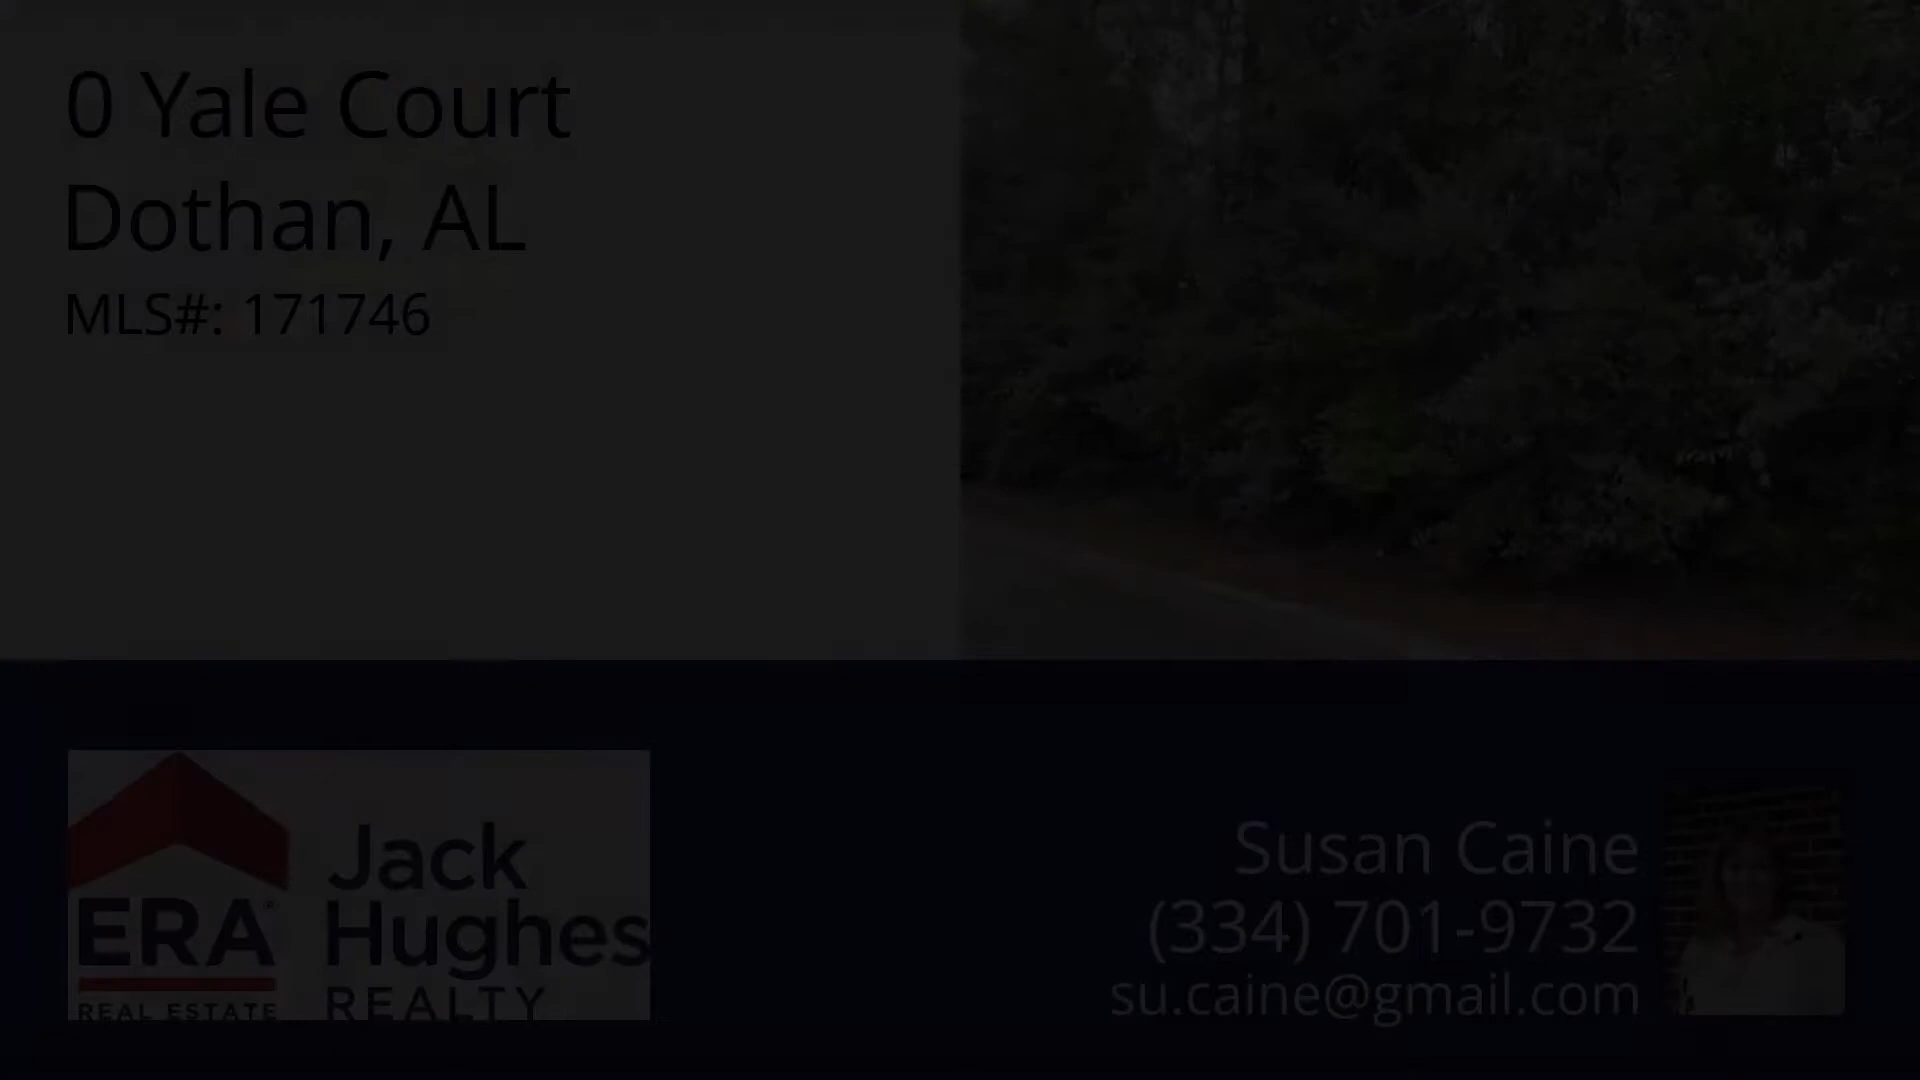 0 Yale Court
Dothan, AL
MLS#: 171746
ERA®
REAL ESTATE
Jack
Hughes
REALTY
Susan Caine
(334) 701-9732
su.caine@gmail.com